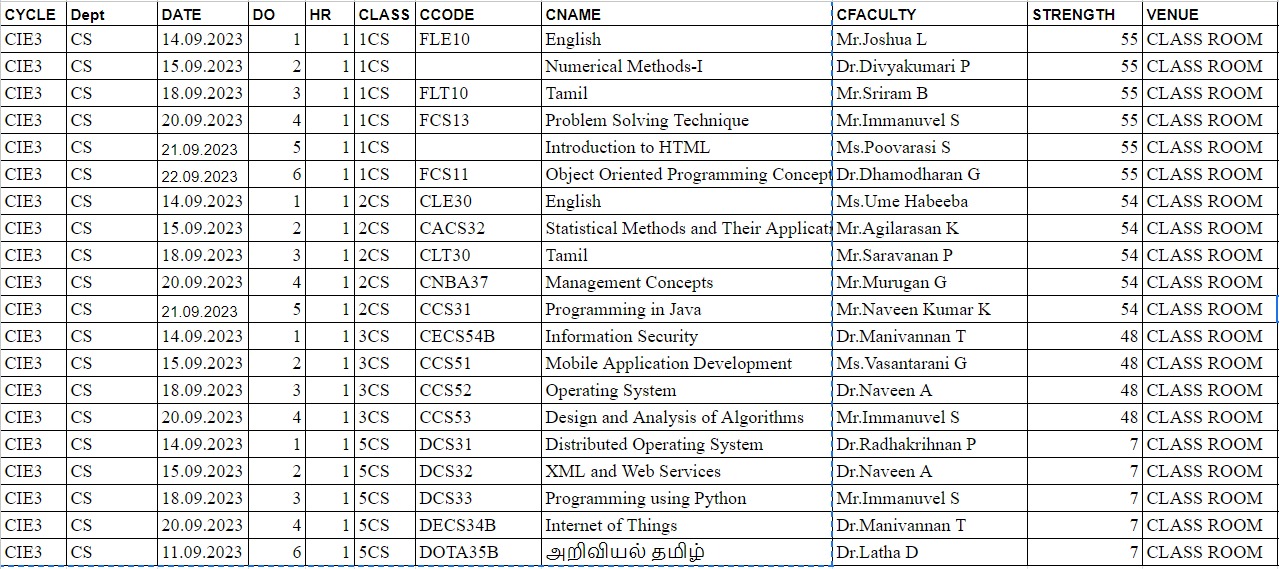 CYCLE Dept DATE DO HR CLASS CCODE CNAME CFACULTY STRENGTH VENUE
CIE3 CS 14.09.2023 1 1 1CS FLE10 English Mr.Joshua L 55 CLASS ROOM
CIE3 CS 15.09.2023 2 1 1CS Numerical Methods-I Dr.Divyakumari P 55 CLASS ROOM
CIE3 CS 18.09.2023 3 1 1CS FLT10 Tamil Mr.Sriram B 55 CLASS ROOM
CIE3 CS 20.09.2023 4 1 1CS FCS13 Problem Solving Technique Mr.Immanuvel S 55 CLASS ROOM
CIE3 CS 21.09.2023 5 1 1CS Introduction to HTML Ms.Poovarasi S 55 CLASS ROOM
CIE3 CS 22.09.2023 6 1 1CS FCS11 Object Oriented Programming Concept Dr.Dhamodharan G 55 CLASS ROOM
CIE3 CS 14.09.2023 1 1 2CS CLE30 English Ms.Ume Habeeba 54 CLASS ROOM
CIE3 CS 15.09.2023 2 1 2CS CACS32 Statistical Methods and Their Applicati Mr.Agilarasan K 54 CLASS ROOM
CIE3 CS 18.09.2023 3 1 2CS CLT30 Tamil Mr.Saravanan P 54 CLASS ROOM
CIE3 CS 20.09.2023 4 1 2CS CNBA37 Management Concepts Mr.Murugan G 54 CLASS ROOM
CIE3 CS 21.09.2023 5 1 2CS CCS31 Programming in Java Mr.Naveen Kumar K 54 CLASS ROOM
CIE3 CS 14.09.2023 1 1 3CS CECS54B Information Security Dr.Manivannan T 48 CLASS ROOM
CIE3 CS 15.09.2023 2 1 3CS CCS51 Mobile Application Development Ms.Vasantarani G 48 CLASS ROOM
CIE3 CS 18.09.2023 3 1 3CS CCS52 Operating System Dr.Naveen A 48 CLASS ROOM
CIE3 CS 20.09.2023 4 1 3CS CCS53 Design and Analysis of Algorithms Mr.Immanuvel S 48 CLASS ROOM
CIE3 CS 14.09.2023 1 1 5CS DCS31 Distributed Operating System Dr.Radhakrihnan P 7 CLASS ROOM
CIE3 CS 15.09.2023 2 1 5CS DCS32 XML and Web Services Dr.Naveen A 7 CLASS ROOM
CIE3 CS 18.09.2023 3 1 5CS DCS33 Programming using Python Mr.Immanuvel S 7 CLASS ROOM
CIE3 CS 20.09.2023 4 1 5CS DECS34B Internet of Things Dr.Manivannan T 7 CLASS ROOM
CIE3 CS 11.09.2023 6 1 5CS DOTA35B அறிவியல் தமிழ் Dr.Latha D 7 CLASS ROOM